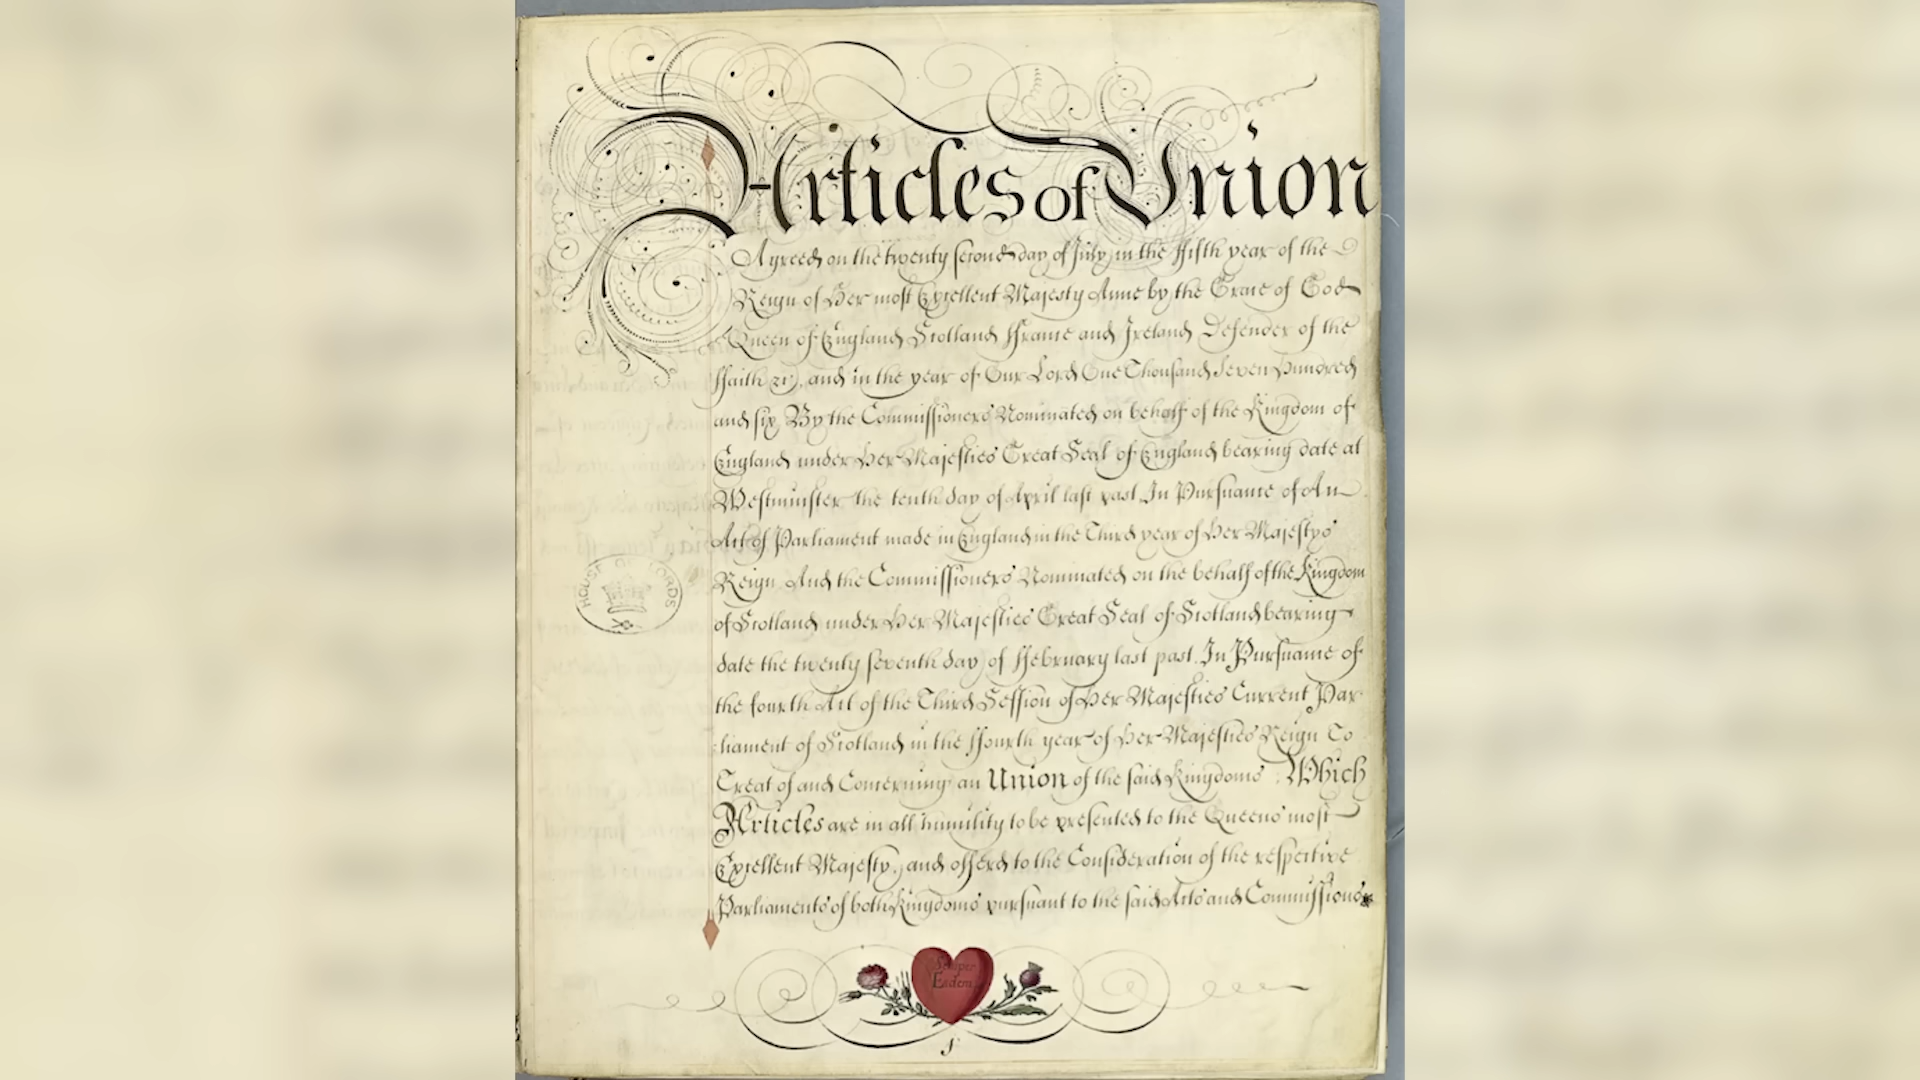 Articles of Union
Agreed on the twenty second day of July in the ffifth year of the
Reign of Her most Excellent Majesty Anne by the Grace of God
Queen of England Scotland ffrance and Ireland Defender of the
ffaith &c, and in the year of Our Lord One Thousand Seven Hundred
and six By the Commissioners Nominated on behalf of the Kingdom of
England under Her Majesties Great Seal of England bearing date at
Westminster the tenth day of April last past In Pursuance of An
Act of Parliament made in England in the Third year of Her Majestys
Reign And the Commissioners Nominated on the behalf of the Kingdom
of Scotland under Her Majesties Great Seal of Scotland bearing
date the twenty seventh day of ffebruary last past. In Pursuance of
the fourth Act of the Third Session of Her Majesties Current Par
liament of Scotland in the ffourth year of Her Majesties Reign To
Treat of and Concerning an Union of the said Kingdoms Which
Articles are in all humility to be presented to the Queens most
Excellent Majesty, and offerd to the Consideration of the respective
Parliaments of both Kingdoms pursuant to the said Acts and Commissions
HOUSE OF LORDS
Semper
Eadem